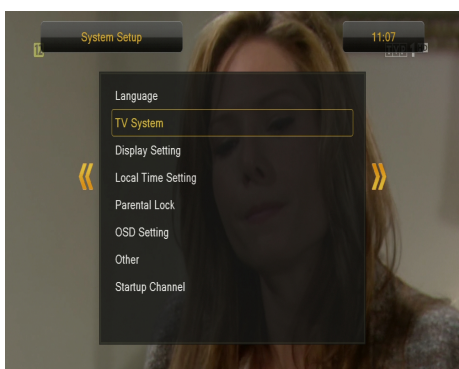 System Setup
11:07
Language
TV System
Display Setting
Local Time Setting
Parental Lock
OSD Setting
Other
Startup Channel